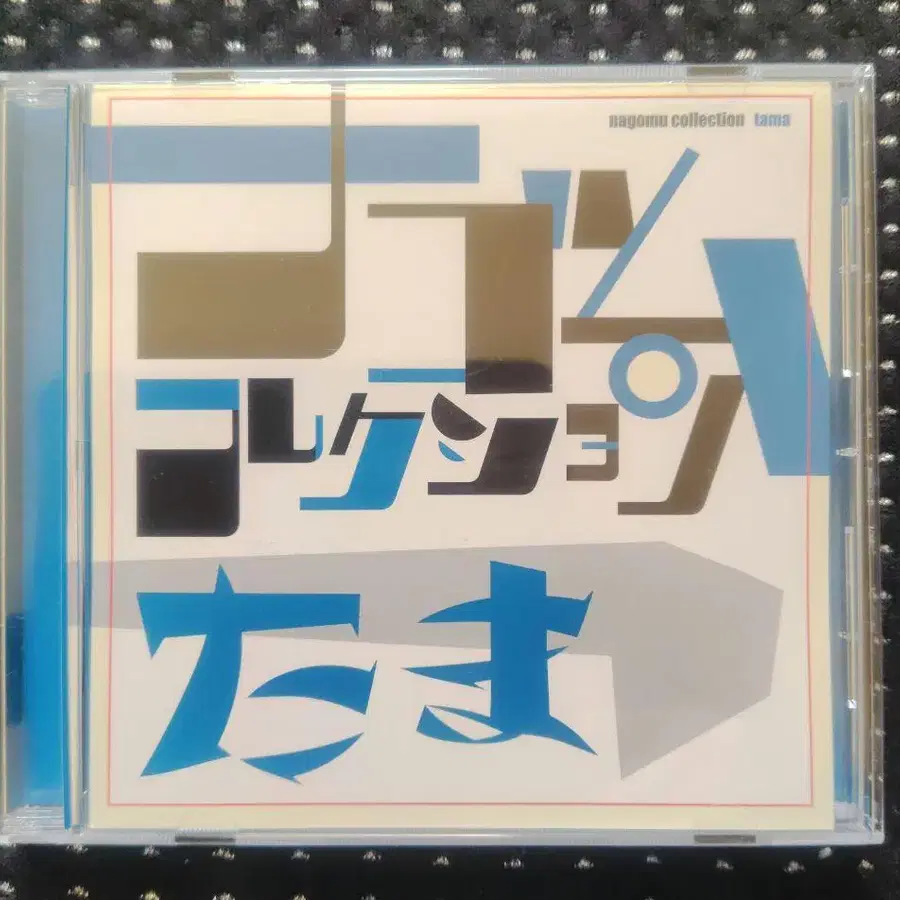 nagomu collection tama
ナゴム
コレクション
たま